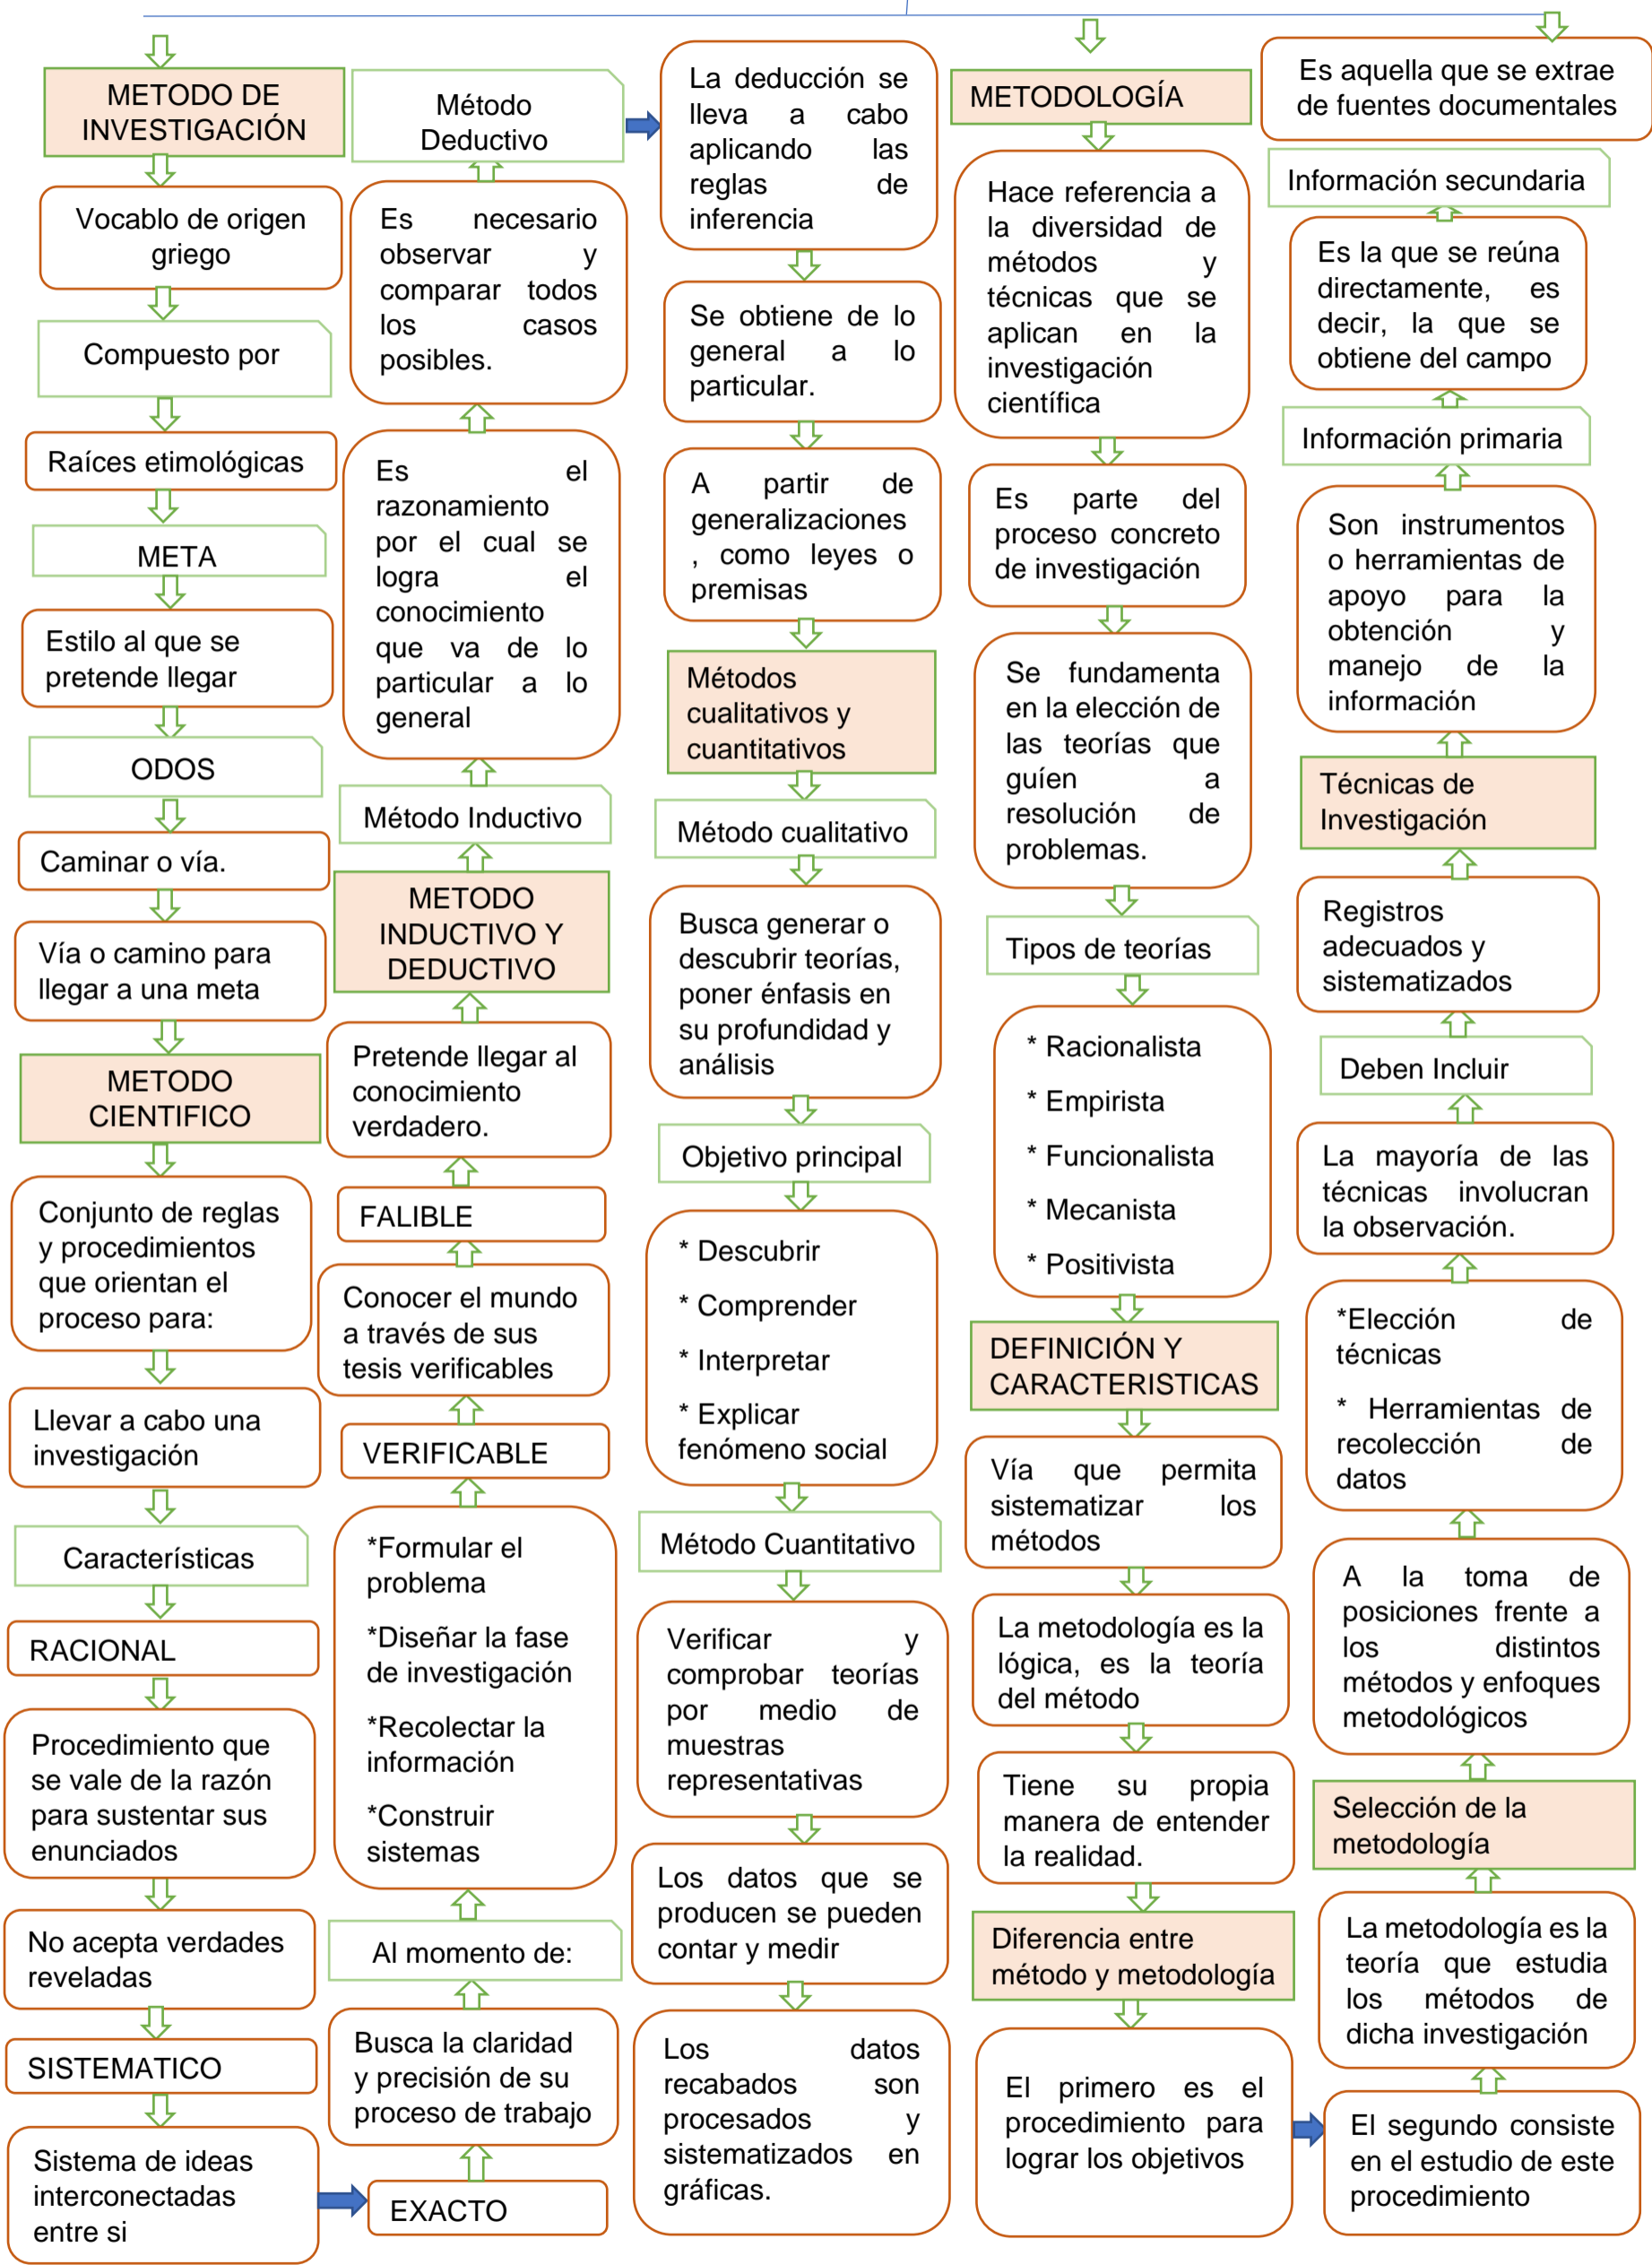 METODO DE
INVESTIGACIÓN
Vocablo de origen
griego
Compuesto por
Raíces etimológicas
META
Estilo al que se
pretende llegar
ODOS
Caminar o vía.
Vía o camino para
llegar a una meta
METODO
CIENTIFICO
Conjunto de reglas
y procedimientos
que orientan el
proceso para:
Llevar a cabo una
investigación
Características
RACIONAL
Procedimiento que
se vale de la razón
para sustentar sus
enunciados
No acepta verdades
reveladas
SISTEMATICO
Sistema de ideas
interconectadas
entre si
EXACTO
Busca la claridad
y precisión de su
proceso de trabajo
Al momento de:
*Formular el
problema
*Diseñar la fase
de investigación
*Recolectar la
información
*Construir
sistemas
VERIFICABLE
Conocer el mundo
a través de sus
tesis verificables
FALIBLE
Pretende llegar al
conocimiento
verdadero.
METODO
INDUCTIVO Y
DEDUCTIVO
Método Inductivo
Es el
razonamiento
por el cual se
logra el
conocimiento
que va de lo
particular a lo
general
Es necesario
observar y
comparar todos
los casos
posibles.
Método
Deductivo
La deducción se
lleva a cabo
aplicando las
reglas de
inferencia
Se obtiene de lo
general a lo
particular.
A partir de
generalizaciones
, como leyes o
premisas
Métodos
cualitativos y
cuantitativos
Método cualitativo
Busca generar o
descubrir teorías,
poner énfasis en
su profundidad y
análisis
Objetivo principal
* Descubrir
* Comprender
* Interpretar
* Explicar
fenómeno social
Método Cuantitativo
Verificar y
comprobar teorías
por medio de
muestras
representativas
Los datos que se
producen se pueden
contar y medir
Los datos
recabados son
procesados y
sistematizados en
gráficas.
METODOLOGÍA
Hace referencia a
la diversidad de
métodos y
técnicas que se
aplican en la
investigación
científica
Es parte del
proceso concreto
de investigación
Se fundamenta
en la elección de
las teorías que
guíen a
resolución de
problemas.
Tipos de teorías
* Racionalista
* Empirista
* Funcionalista
* Mecanista
* Positivista
DEFINICIÓN Y
CARACTERISTICAS
Vía que permita
sistematizar los
métodos
La metodología es la
lógica, es la teoría
del método
Tiene su propia
manera de entender
la realidad.
Diferencia entre
método y metodología
El primero es el
procedimiento para
lograr los objetivos
El segundo consiste
en el estudio de este
procedimiento
La metodología es la
teoría que estudia
los métodos de
dicha investigación
Selección de la
metodología
A la toma de
posiciones frente a
los distintos
métodos y enfoques
metodológicos
*Elección de
técnicas
* Herramientas de
recolección de
datos
La mayoría de las
técnicas involucran
la observación.
Deben Incluir
Registros
adecuados y
sistematizados
Técnicas de
Investigación
Son instrumentos
o herramientas de
apoyo para la
obtención y
manejo de la
información
Información primaria
Es la que se reúna
directamente, es
decir, la que se
obtiene del campo
Información secundaria
Es aquella que se extrae
de fuentes documentales